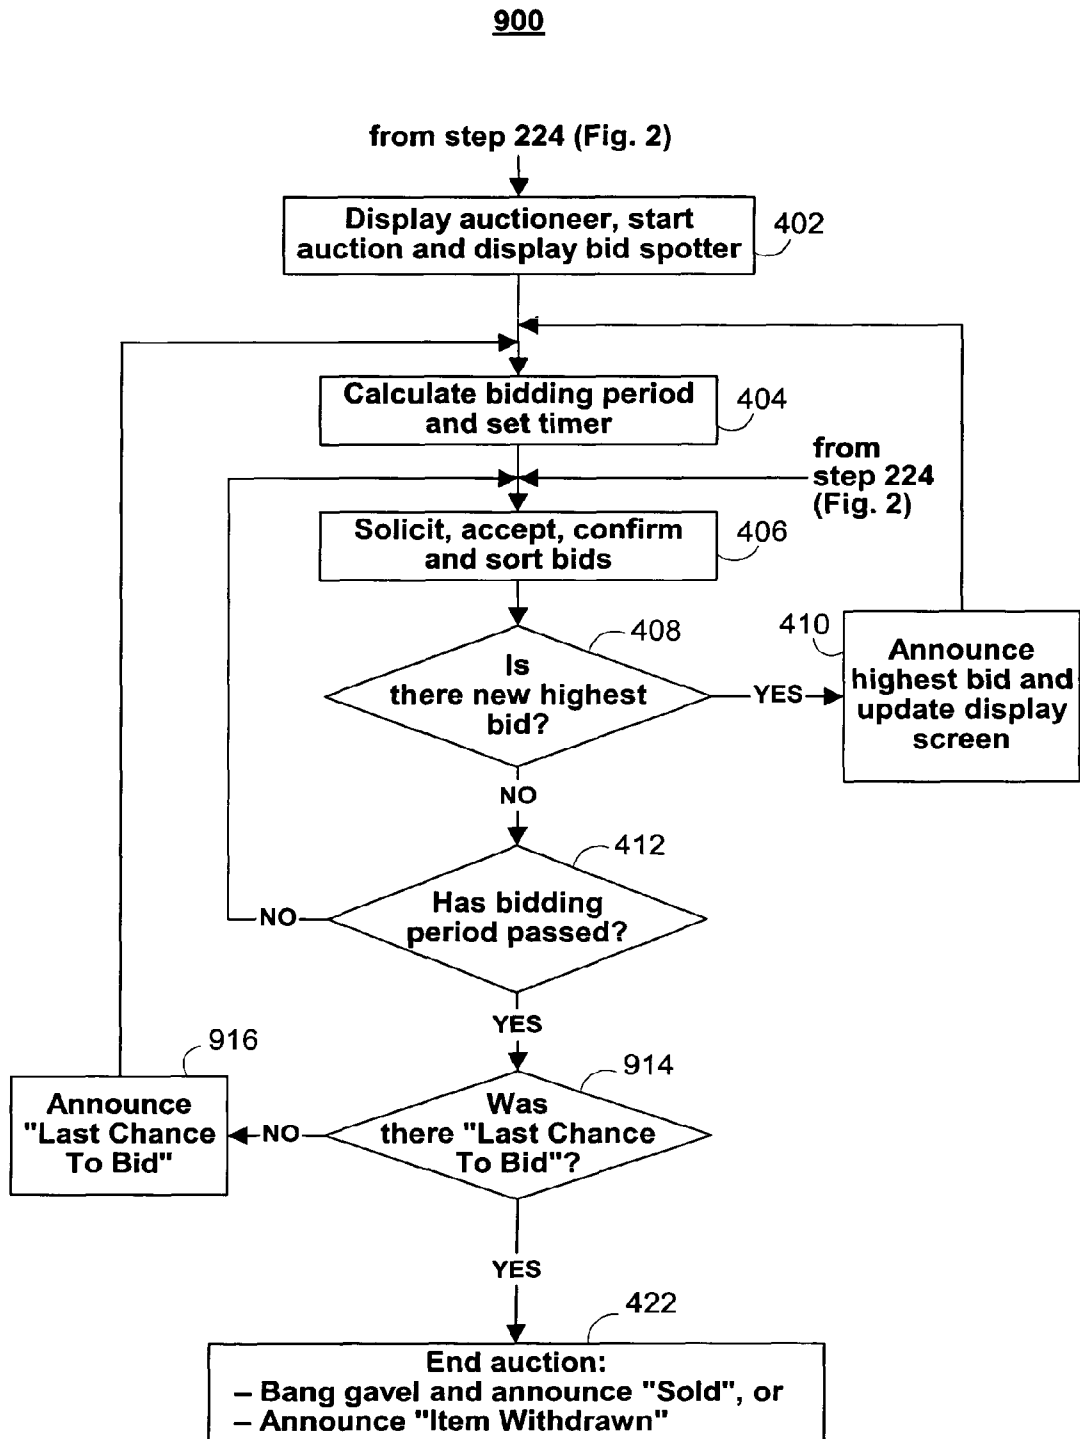 900
from step 224 (Fig. 2)
Display auctioneer, start
auction and display bid spotter
402
Calculate bidding period
and set timer
404
from
step 224
(Fig. 2)
Solicit, accept, confirm
and sort bids
406
Is
there new highest
bid?
408
YES
410
Announce
highest bid and
update display
screen
NO
412
Has bidding
period passed?
NO
YES
916
Announce
"Last Chance
To Bid"
NO
914
Was
there "Last Chance
To Bid"?
YES
422
End auction:
– Bang gavel and announce "Sold", or
– Announce "Item Withdrawn"